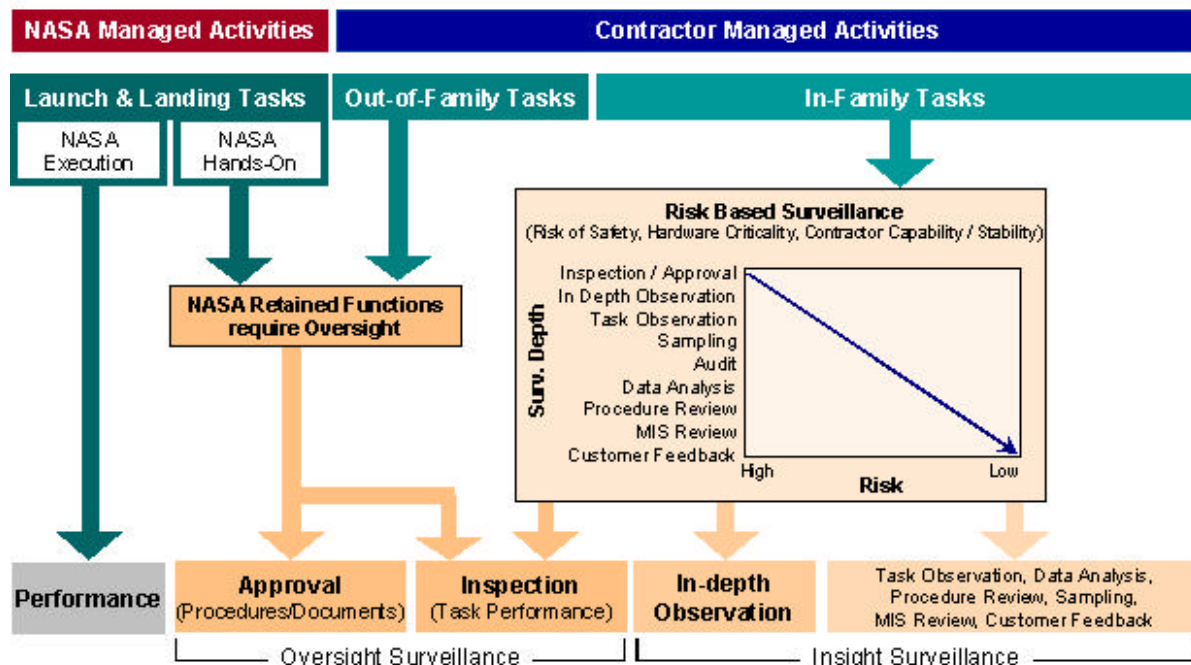 NASA Managed Activities
Contractor Managed Activities
Launch & Landing Tasks
Out-of-Family Tasks
In-Family Tasks
NASA
Execution
NASA
Hands-On
Risk Based Surveillance
(Risk of Safety, Hardware Criticality, Contractor Capability / Stability)
NASA Retained Functions
require Oversight
Surv. Depth
Inspection / Approval
In Depth Observation
Task Observation
Sampling
Audit
Data Analysis
Procedure Review
MIS Review
Customer Feedback
High
Low
Risk
Performance
Approval
(Procedures/Documents)
Inspection
(Task Performance)
In-depth
Observation
Task Observation, Data Analysis,
Procedure Review, Sampling,
MIS Review, Customer Feedback
Oversight Surveillance
Insight Surveillance